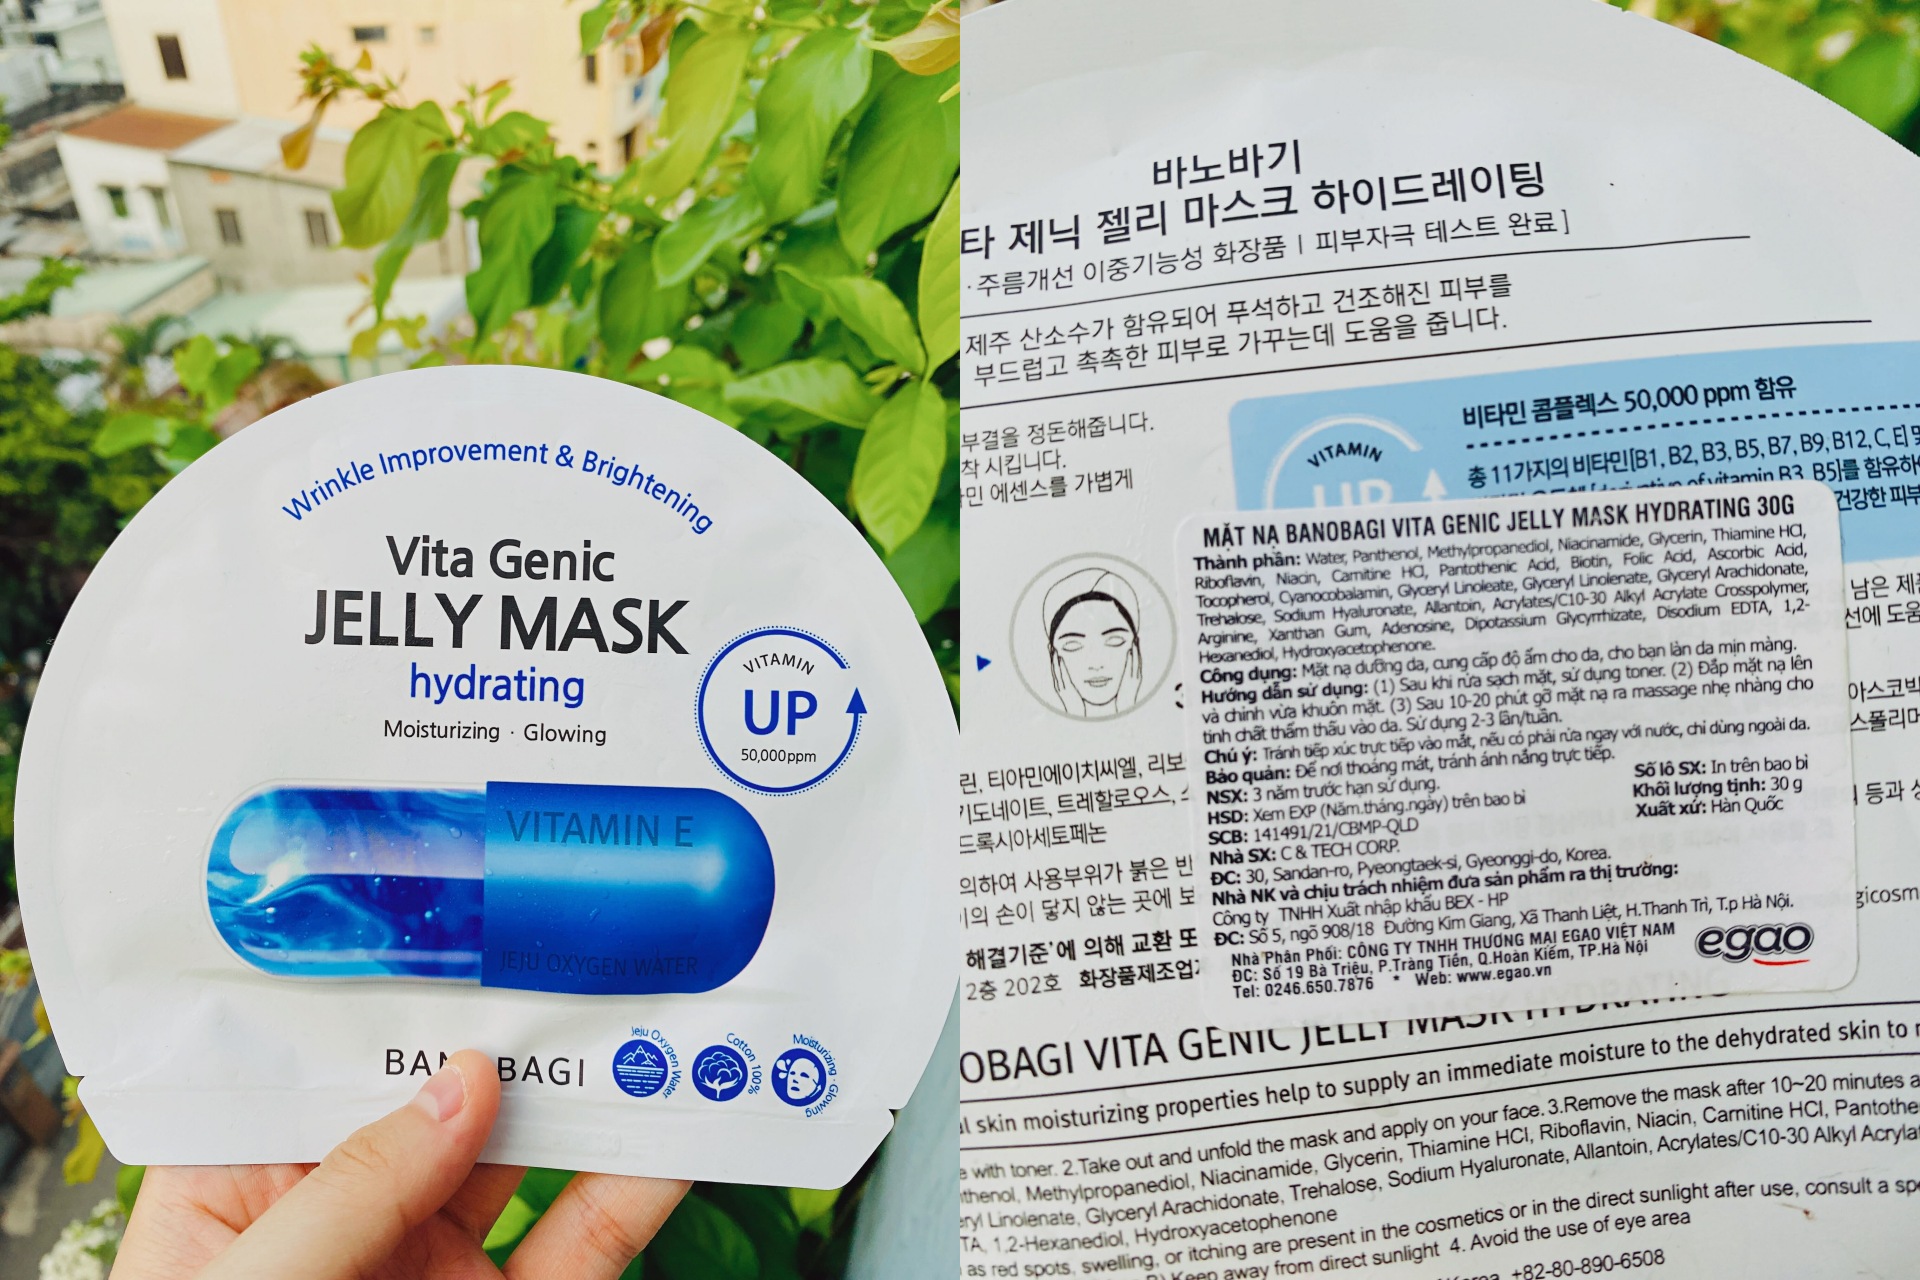 Wrinkle Improvement & Brightening
Vita Genic
JELLY MASK
hydrating
Moisturizing · Glowing
VITAMIN
UP
50,000ppm
VITAMIN E
JEJU OXYGEN WATER
BAN BAGI
Jeju Oxygen Water
Cotton 100%
Moisturizing · Glowing
바노바기
타 제닉 젤리 마스크 하이드레이팅
· 주름개선 이중기능성 화장품 | 피부자극 테스트 완료 ]
제주 산소수가 함유되어 푸석하고 건조해진 피부를
부드럽고 촉촉한 피부로 가꾸는데 도움을 줍니다.
부결을 정돈해줍니다.
착 시킵니다.
민 에센스를 가볍게
VITAMIN
UP
비타민 콤플렉스 50,000 ppm 함유
총 11가지의 비타민[B1, B2, B3, B5, B7, B9, B12, C, E] 및
[derivative of vitamin B3, B5]를 함유하여
건강한 피부
MẶT NẠ BANOBAGI VITA GENIC JELLY MASK HYDRATING 30G
Thành phần: Water, Panthenol, Methylpropanediol, Niacinamide, Glycerin, Thiamine HCl,
Riboflavin, Niacin, Carnitine HCl, Pantothenic Acid, Biotin, Folic Acid, Ascorbic Acid,
Tocopherol, Cyanocobalamin, Glyceryl Linoleate, Glyceryl Linolenate, Glyceryl Arachidonate,
Trehalose, Sodium Hyaluronate, Allantoin, Acrylates/C10-30 Alkyl Acrylate Crosspolymer,
Arginine, Xanthan Gum, Adenosine, Dipotassium Glycyrrhizate, Disodium EDTA, 1,2-
Hexanediol, Hydroxyacetophenone.
Công dụng: Mặt nạ dưỡng da, cung cấp độ ẩm cho da, cho bạn làn da mịn màng.
Hướng dẫn sử dụng: (1) Sau khi rửa sạch mặt, sử dụng toner. (2) Đắp mặt nạ lên
và chỉnh vừa khuôn mặt. (3) Sau 10-20 phút gỡ mặt nạ ra massage nhẹ nhàng cho
tinh chất thẩm thấu vào da. Sử dụng 2-3 lần/tuần.
Chú ý: Tránh tiếp xúc trực tiếp vào mắt, nếu có phải rửa ngay với nước, chỉ dùng ngoài da.
Bảo quản: Để nơi thoáng mát, tránh ánh nắng trực tiếp.
NSX: 3 năm trước hạn sử dụng.
HSD: Xem EXP (Năm.tháng.ngày) trên bao bì
SCB: 141491/21/CBMP-QLD
Số lô SX: In trên bao bì
Khối lượng tịnh: 30 g
Xuất xứ: Hàn Quốc
Nhà SX: C & TECH CORP.
ĐC: 30, Sandan-ro, Pyeongtaek-si, Gyeonggi-do, Korea.
Nhà NK và chịu trách nhiệm đưa sản phẩm ra thị trường:
Công ty TNHH Xuất nhập khẩu BEX - HP
ĐC: Số 5, ngõ 908/18 Đường Kim Giang, Xã Thanh Liệt, H.Thanh Trì, T.p Hà Nội.
Nhà Phân Phối: CÔNG TY TNHH THƯƠNG MẠI EGAO VIỆT NAM
ĐC: Số 19 Bà Triệu, P.Tràng Tiền, Q.Hoàn Kiếm, TP.Hà Nội
Tel: 0246.650.7876 * Web: www.egao.vn
egao
남은 제품
선에 도움
아스코빅
스폴리머
등과 상
gicosm
린, 티아민에이치씨엘, 리보
기도네이트, 트레할로오스,
드록시아세토페논
의하여 사용부위가 붉은 반
의 손이 닿지 않는 곳에 보
해결기준'에 의해 교환 또
2층 202호 화장품제조업
OBAGI VITA GENIC JELLY MASK HYDRATING
l skin moisturizing properties help to supply an immediate moisture to the dehydrated skin to
with toner. 2.Take out and unfold the mask and apply on your face. 3.Remove the mask after 10~20 minutes a
thenol, Methylpropanediol, Niacinamide, Glycerin, Thiamine HCl, Riboflavin, Niacin, Carnitine HCl, Pantothe
eryl Linolenate, Glyceryl Arachidonate, Trehalose, Sodium Hyaluronate, Allantoin, Acrylates/C10-30 Alkyl Acrylat
TA, 1,2-Hexanediol, Hydroxyacetophenone
as red spots, swelling, or itching are present in the cosmetics or in the direct sunlight after use, consult a spe
Keep away from direct sunlight 4. Avoid the use of eye area
Korea +82-80-890-6508